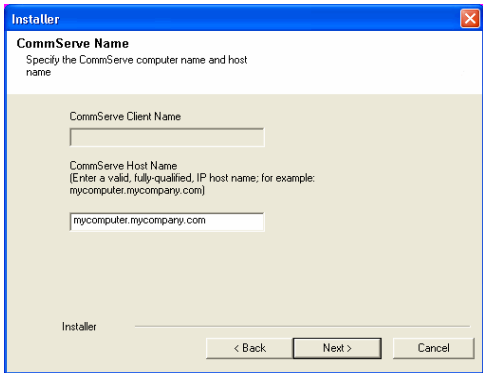 Installer
CommServe Name
Specify the CommServe computer name and host
name
CommServe Client Name
CommServe Host Name
(Enter a valid, fully-qualified, IP host name; for example:
mycomputer.mycompany.com)
mycomputer.mycompany.com
Installer
< Back
Next >
Cancel